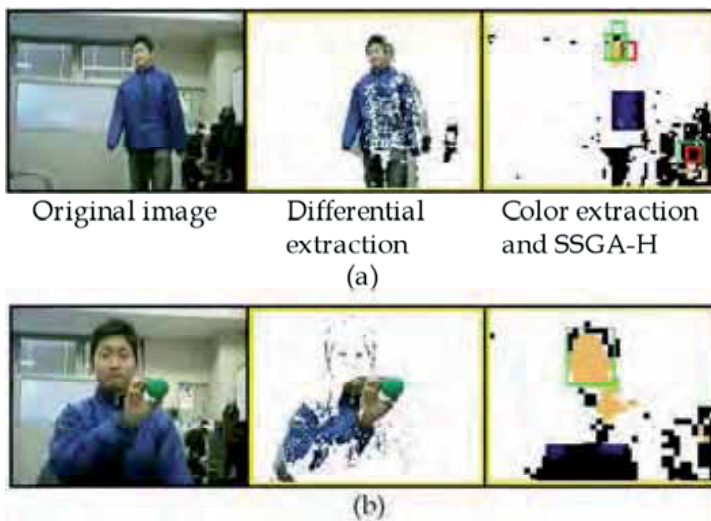 Original image
Differential extraction
Color extraction and SSGA-H
(a)
(b)